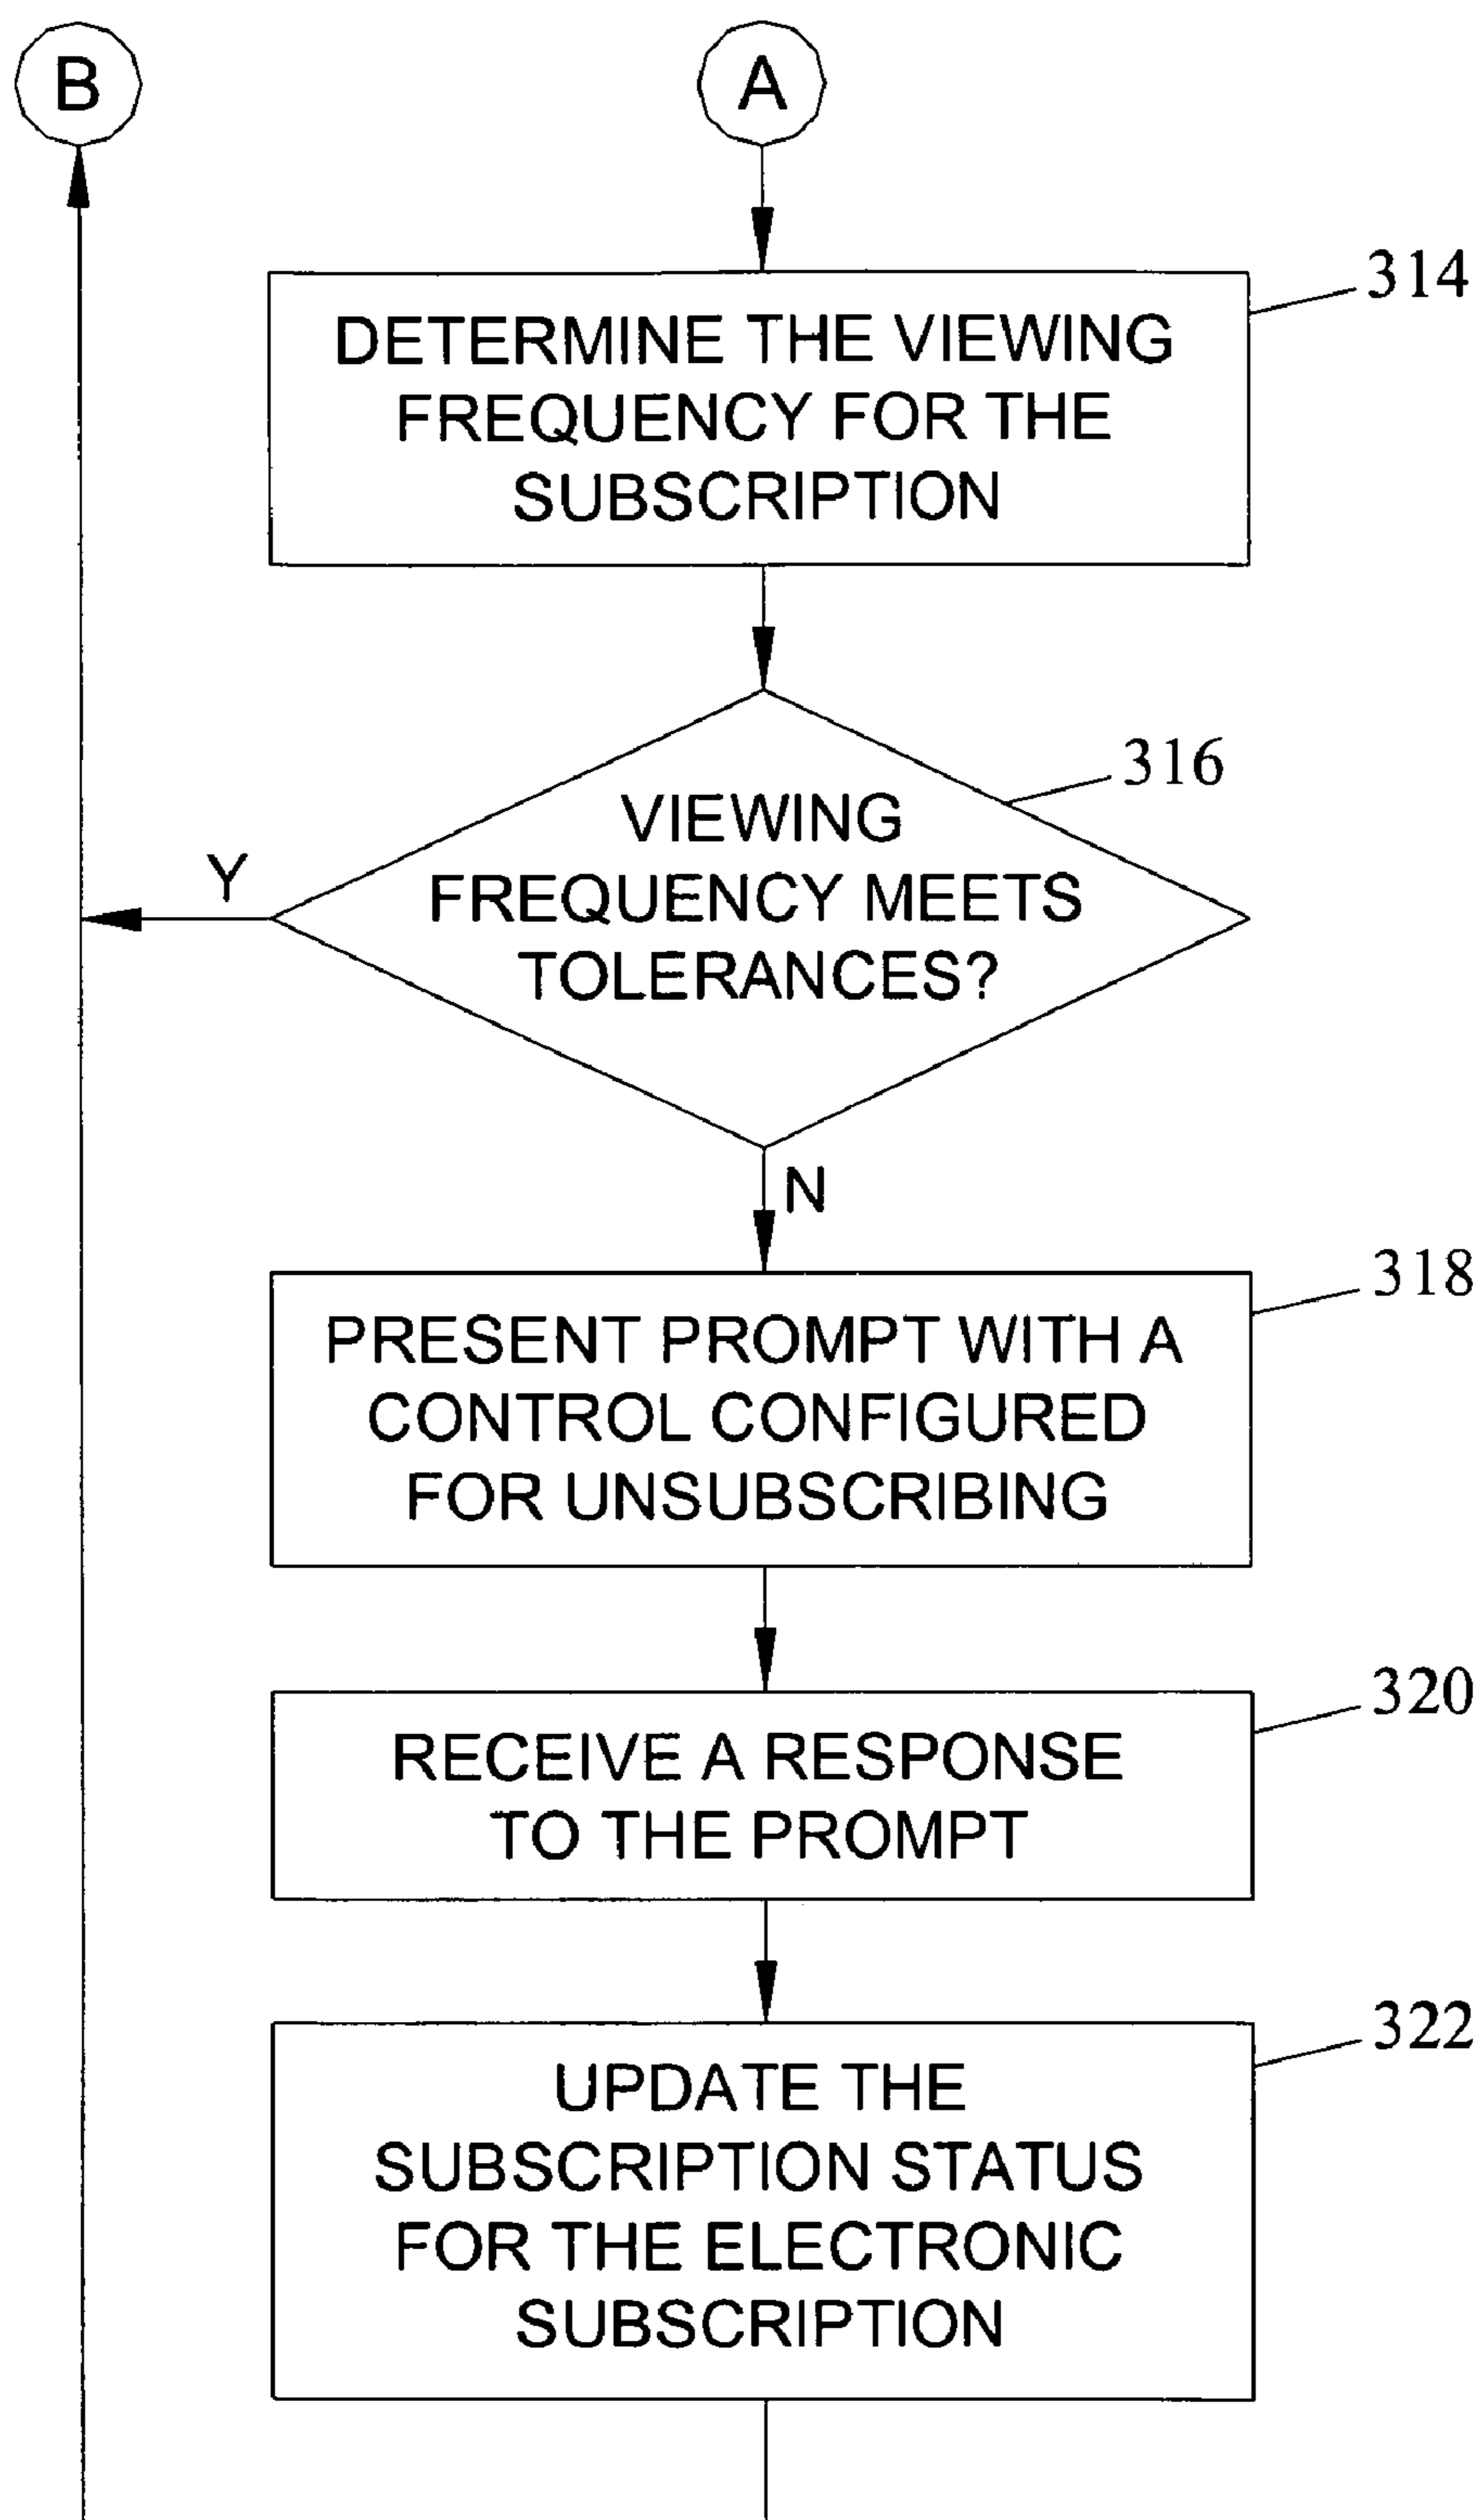 B
A
314
DETERMINE THE VIEWING
FREQUENCY FOR THE
SUBSCRIPTION
316
VIEWING
FREQUENCY MEETS
TOLERANCES?
Y
N
318
PRESENT PROMPT WITH A
CONTROL CONFIGURED
FOR UNSUBSCRIBING
320
RECEIVE A RESPONSE
TO THE PROMPT
322
UPDATE THE
SUBSCRIPTION STATUS
FOR THE ELECTRONIC
SUBSCRIPTION